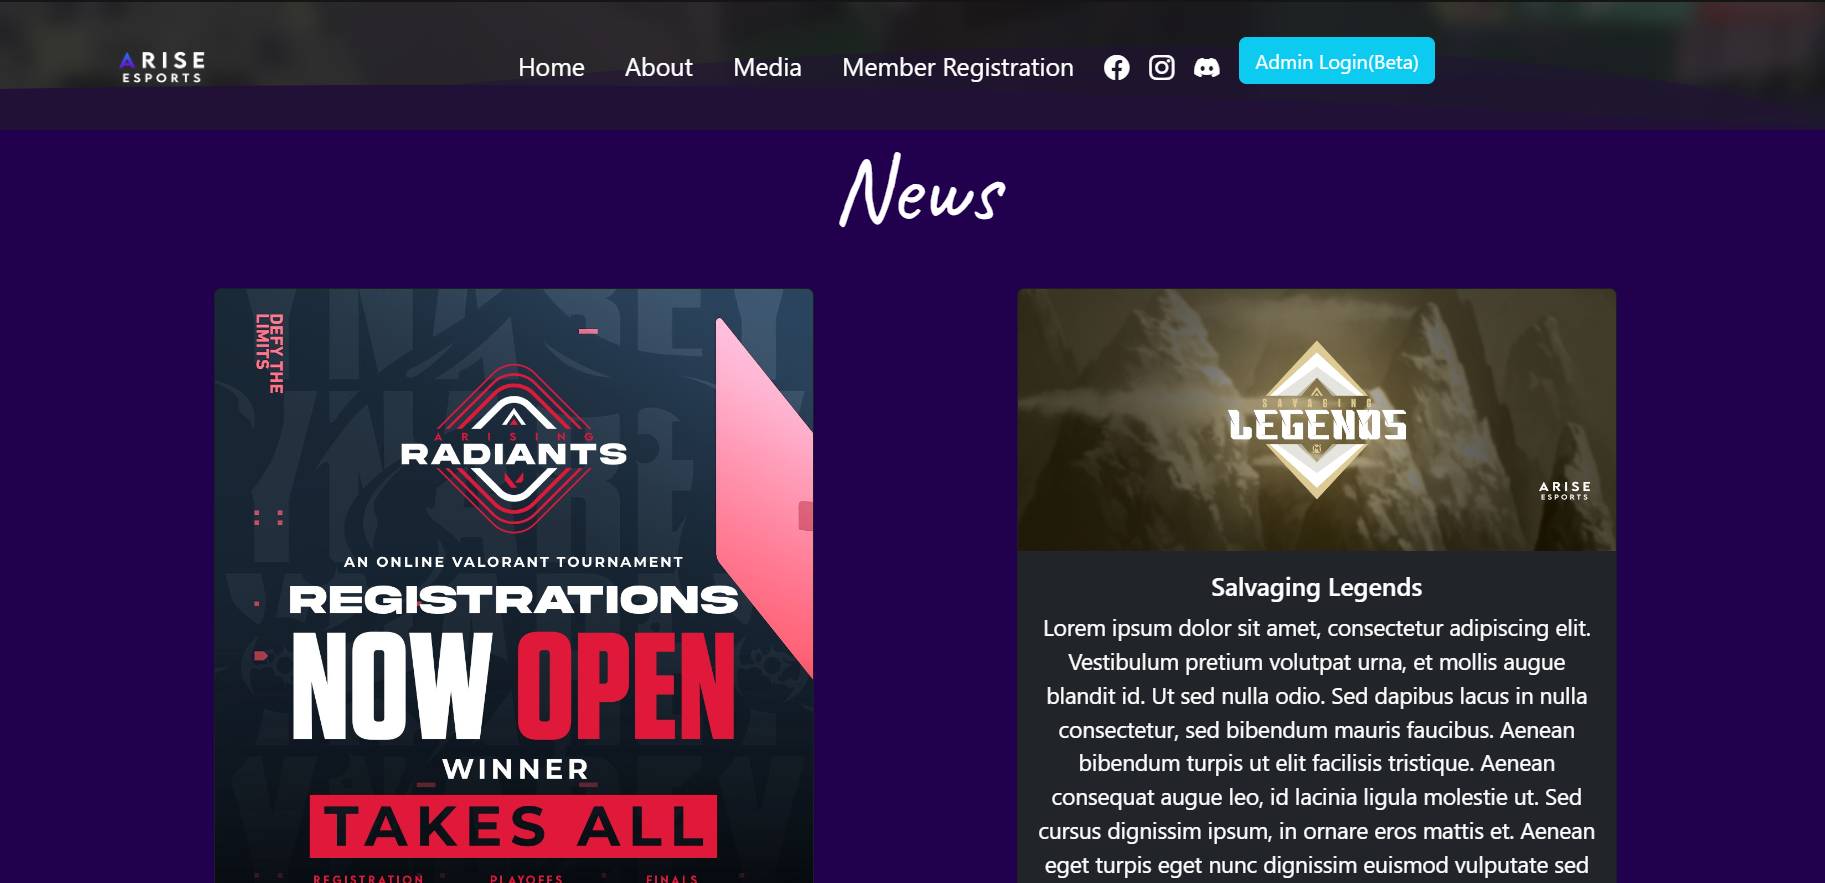 ARISE
ESPORTS
Home
About
Media
Member Registration
Admin Login(Beta)
News
DEFY THE
LIMITS
ARISING
RADIANTS
AN ONLINE VALORANT TOURNAMENT
REGISTRATIONS
NOW OPEN
WINNER
TAKES ALL
REGISTRATION PLAYOFFS FINALS
SAVAGING
LEGENDS
ARISE
ESPORTS
Salvaging Legends
Lorem ipsum dolor sit amet, consectetur adipiscing elit.
Vestibulum pretium volutpat urna, et mollis augue
blandit id. Ut sed nulla odio. Sed dapibus lacus in nulla
consectetur, sed bibendum mauris faucibus. Aenean
bibendum turpis ut elit facilisis tristique. Aenean
consequat augue leo, id lacinia ligula molestie ut. Sed
cursus dignissim ipsum, in ornare eros mattis et. Aenean
eget turpis eget nunc dignissim euismod vulputate sed